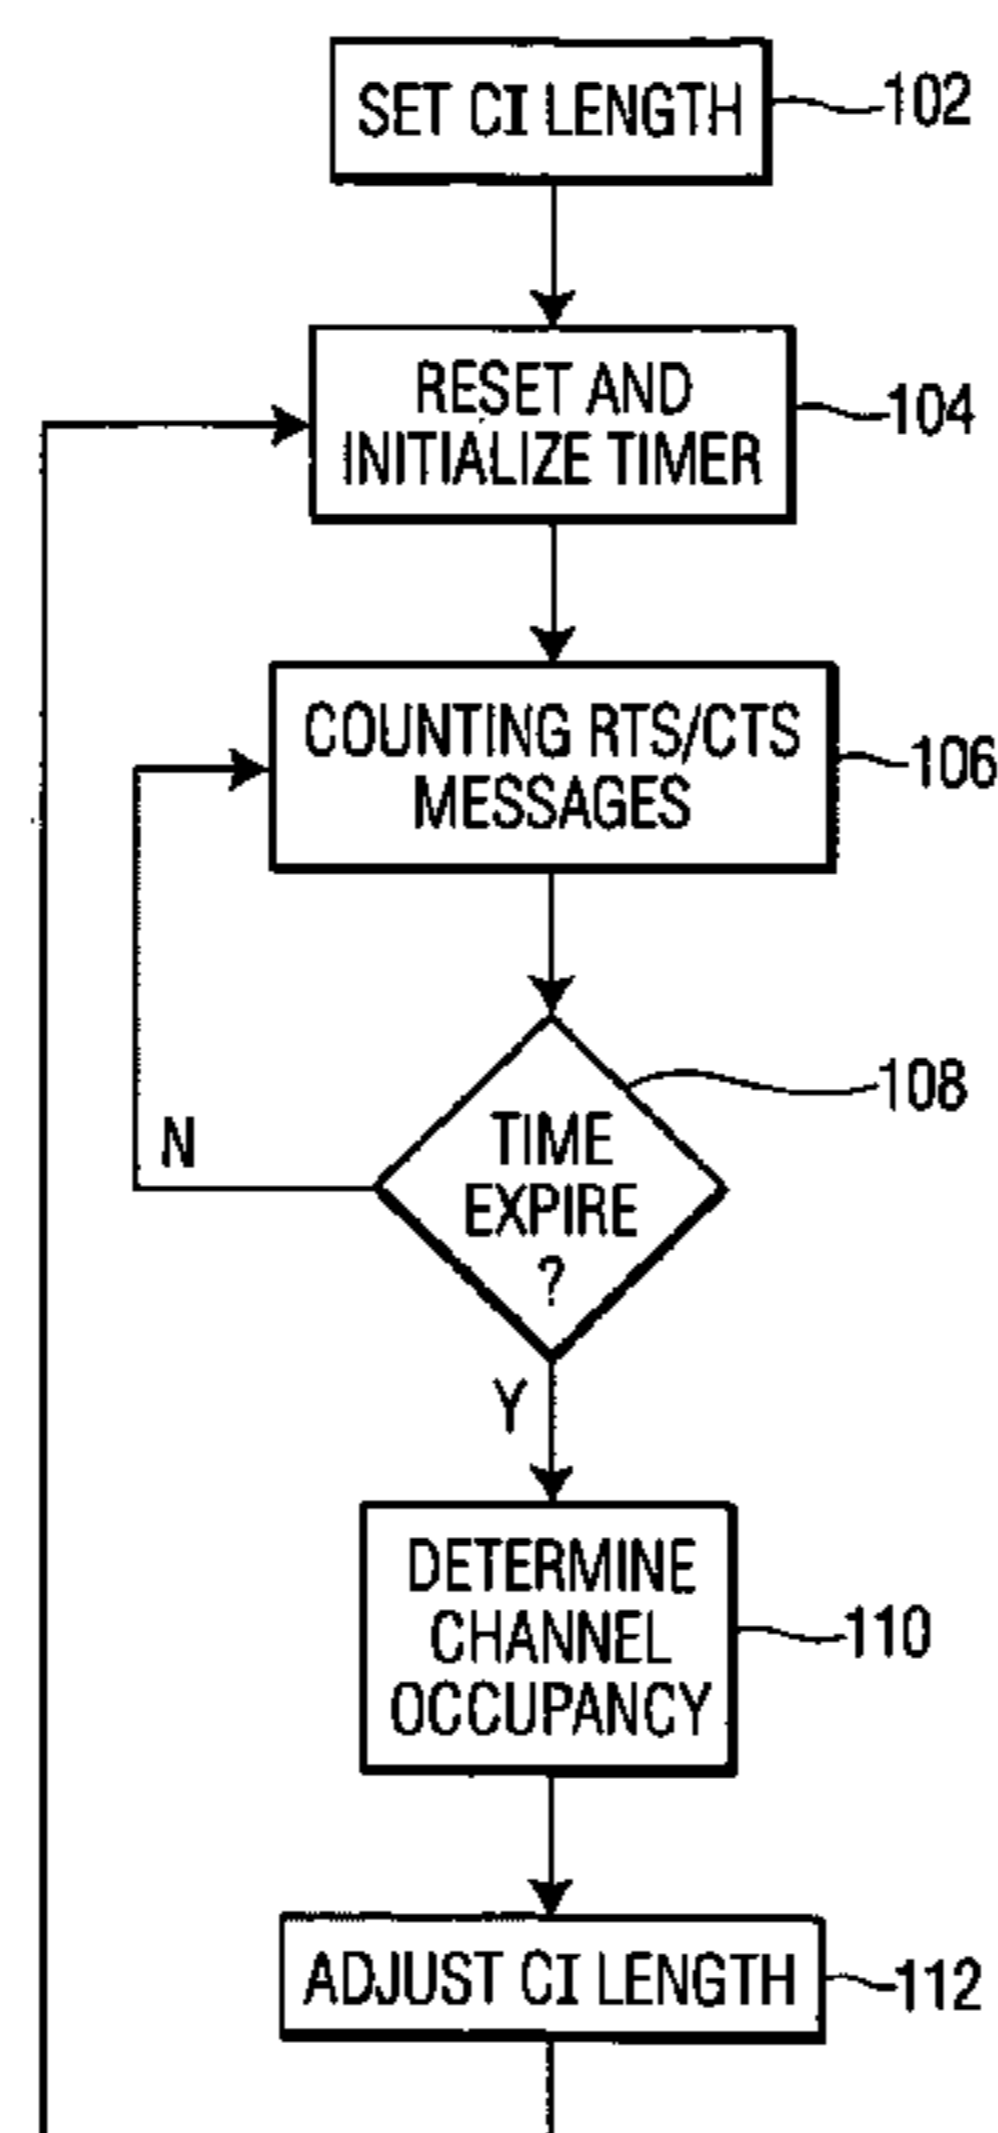 SET CI LENGTH
102
RESET AND
INITIALIZE TIMER
104
COUNTING RTS/CTS
MESSAGES
106
TIME
EXPIRE
?
108
N
Y
DETERMINE
CHANNEL
OCCUPANCY
110
ADJUST CI LENGTH
112